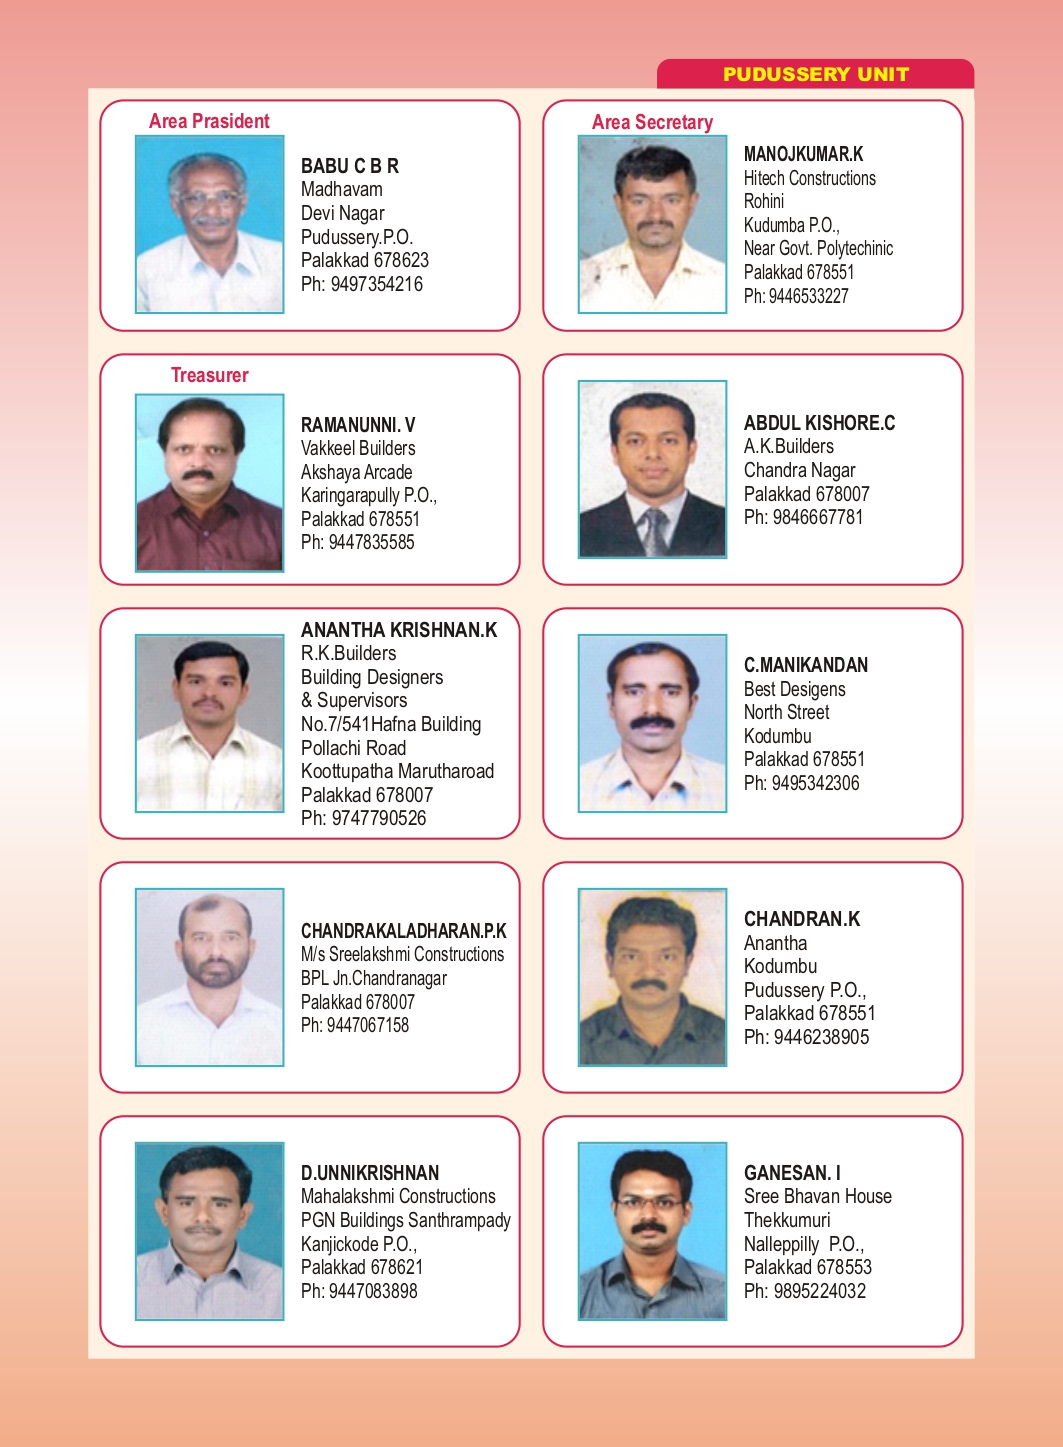 PUDUSSERY UNIT
Area Prasident
BABU C B R
Madhavam
Devi Nagar
Pudussery.P.O.
Palakkad 678623
Ph: 9497354216
Area Secretary
MANOJKUMAR.K
Hitech Constructions
Rohini
Kudumba P.O.,
Near Govt. Polytechinic
Palakkad 678551
Ph: 9446533227
Treasurer
RAMANUNNI. V
Vakkeel Builders
Akshaya Arcade
Karingarapully P.O.,
Palakkad 678551
Ph: 9447835585
ABDUL KISHORE.C
A.K.Builders
Chandra Nagar
Palakkad 678007
Ph: 9846667781
ANANTHA KRISHNAN.K
R.K.Builders
Building Designers
& Supervisors
No.7/541Hafna Building
Pollachi Road
Koottupatha Marutharoad
Palakkad 678007
Ph: 9747790526
C.MANIKANDAN
Best Desigens
North Street
Kodumbu
Palakkad 678551
Ph: 9495342306
CHANDRAKALADHARAN.P.K
M/s Sreelakshmi Constructions
BPL Jn.Chandranagar
Palakkad 678007
Ph: 9447067158
CHANDRAN.K
Anantha
Kodumbu
Pudussery P.O.,
Palakkad 678551
Ph: 9446238905
D.UNNIKRISHNAN
Mahalakshmi Constructions
PGN Buildings Santhrampady
Kanjickode P.O.,
Palakkad 678621
Ph: 9447083898
GANESAN. I
Sree Bhavan House
Thekkumuri
Nalleppilly  P.O.,
Palakkad 678553
Ph: 9895224032